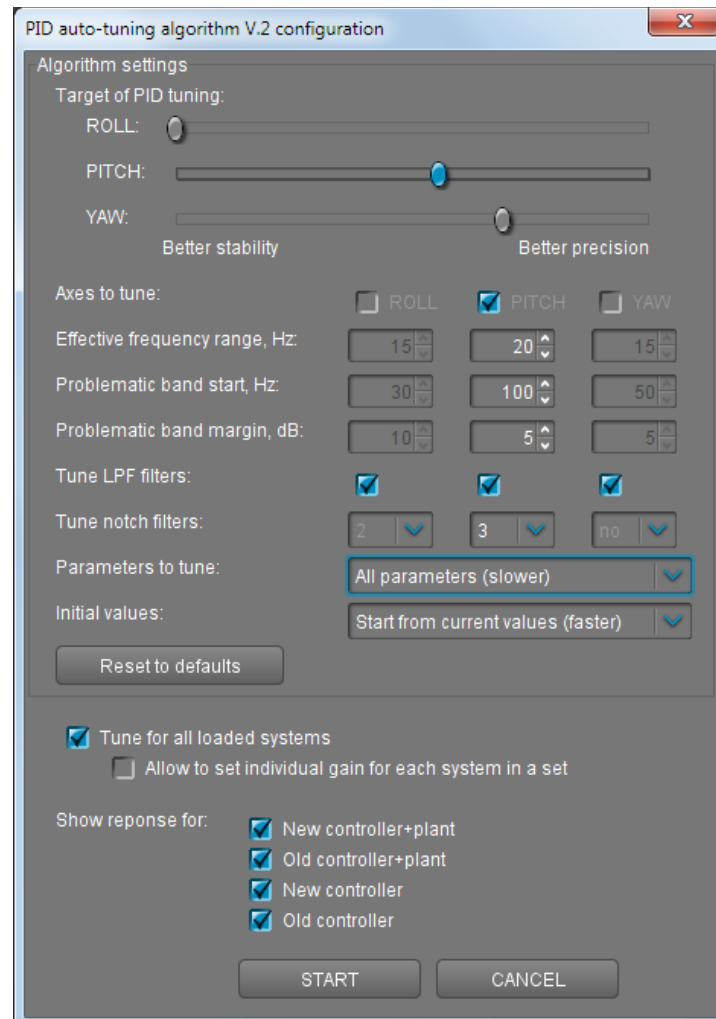 PID auto-tuning algorithm V.2 configuration
Algorithm settings
Target of PID tuning:
ROLL:
PITCH:
YAW:
Better stability Better precision
Axes to tune: ROLL PITCH YAW
Effective frequency range, Hz: 15 20 15
Problematic band start, Hz: 30 100 50
Problematic band margin, dB: 10 5 5
Tune LPF filters:
Tune notch filters: 2 3 no
Parameters to tune: All parameters (slower)
Initial values: Start from current values (faster)
Reset to defaults
Tune for all loaded systems
Allow to set individual gain for each system in a set
Show reponse for: New controller+plant
Old controller+plant
New controller
Old controller
START CANCEL